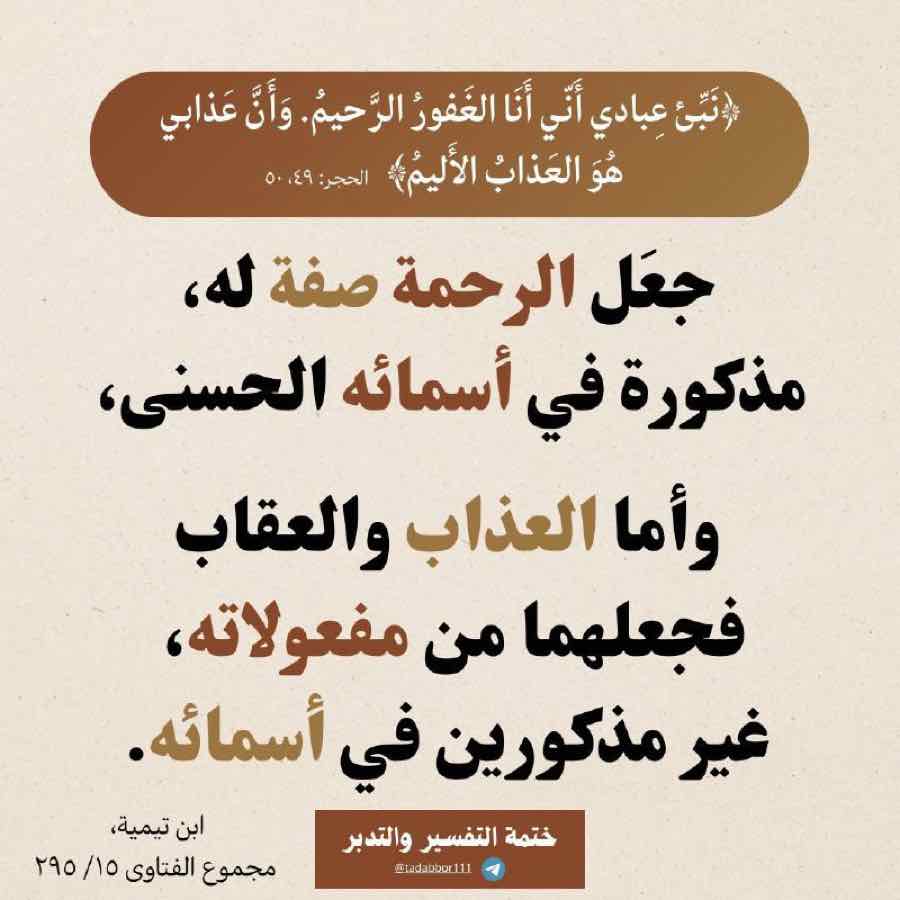 ﴿نَبِّئ عِبادي أَنّي أَنَا الغَفورُ الرَّحيمُ. وَأَنَّ عَذابي
هُوَ العَذابُ الأَليمُ﴾ الحجر: ٤٩، ٥٠
جعَل الرحمة صفة له،
مذكورة في أسمائه الحسنى،
وأما العذاب والعقاب
فجعلهما من مفعولاته،
غير مذكورين في أسمائه.
ابن تيمية،
مجموع الفتاوى ١٥/ ٢٩٥
ختمة التفسير والتدبر
@tadabbor111